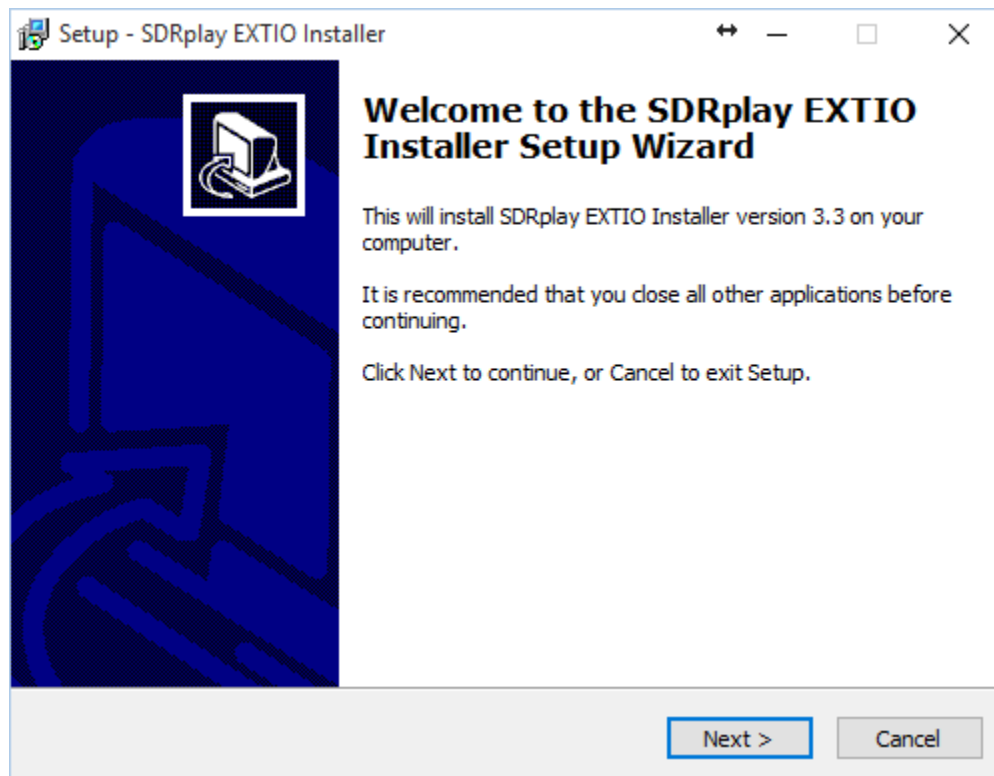 Setup - SDRplay EXTIO Installer
Welcome to the SDRplay EXTIO
Installer Setup Wizard
This will install SDRplay EXTIO Installer version 3.3 on your
computer.
It is recommended that you close all other applications before
continuing.
Click Next to continue, or Cancel to exit Setup.
Next >
Cancel